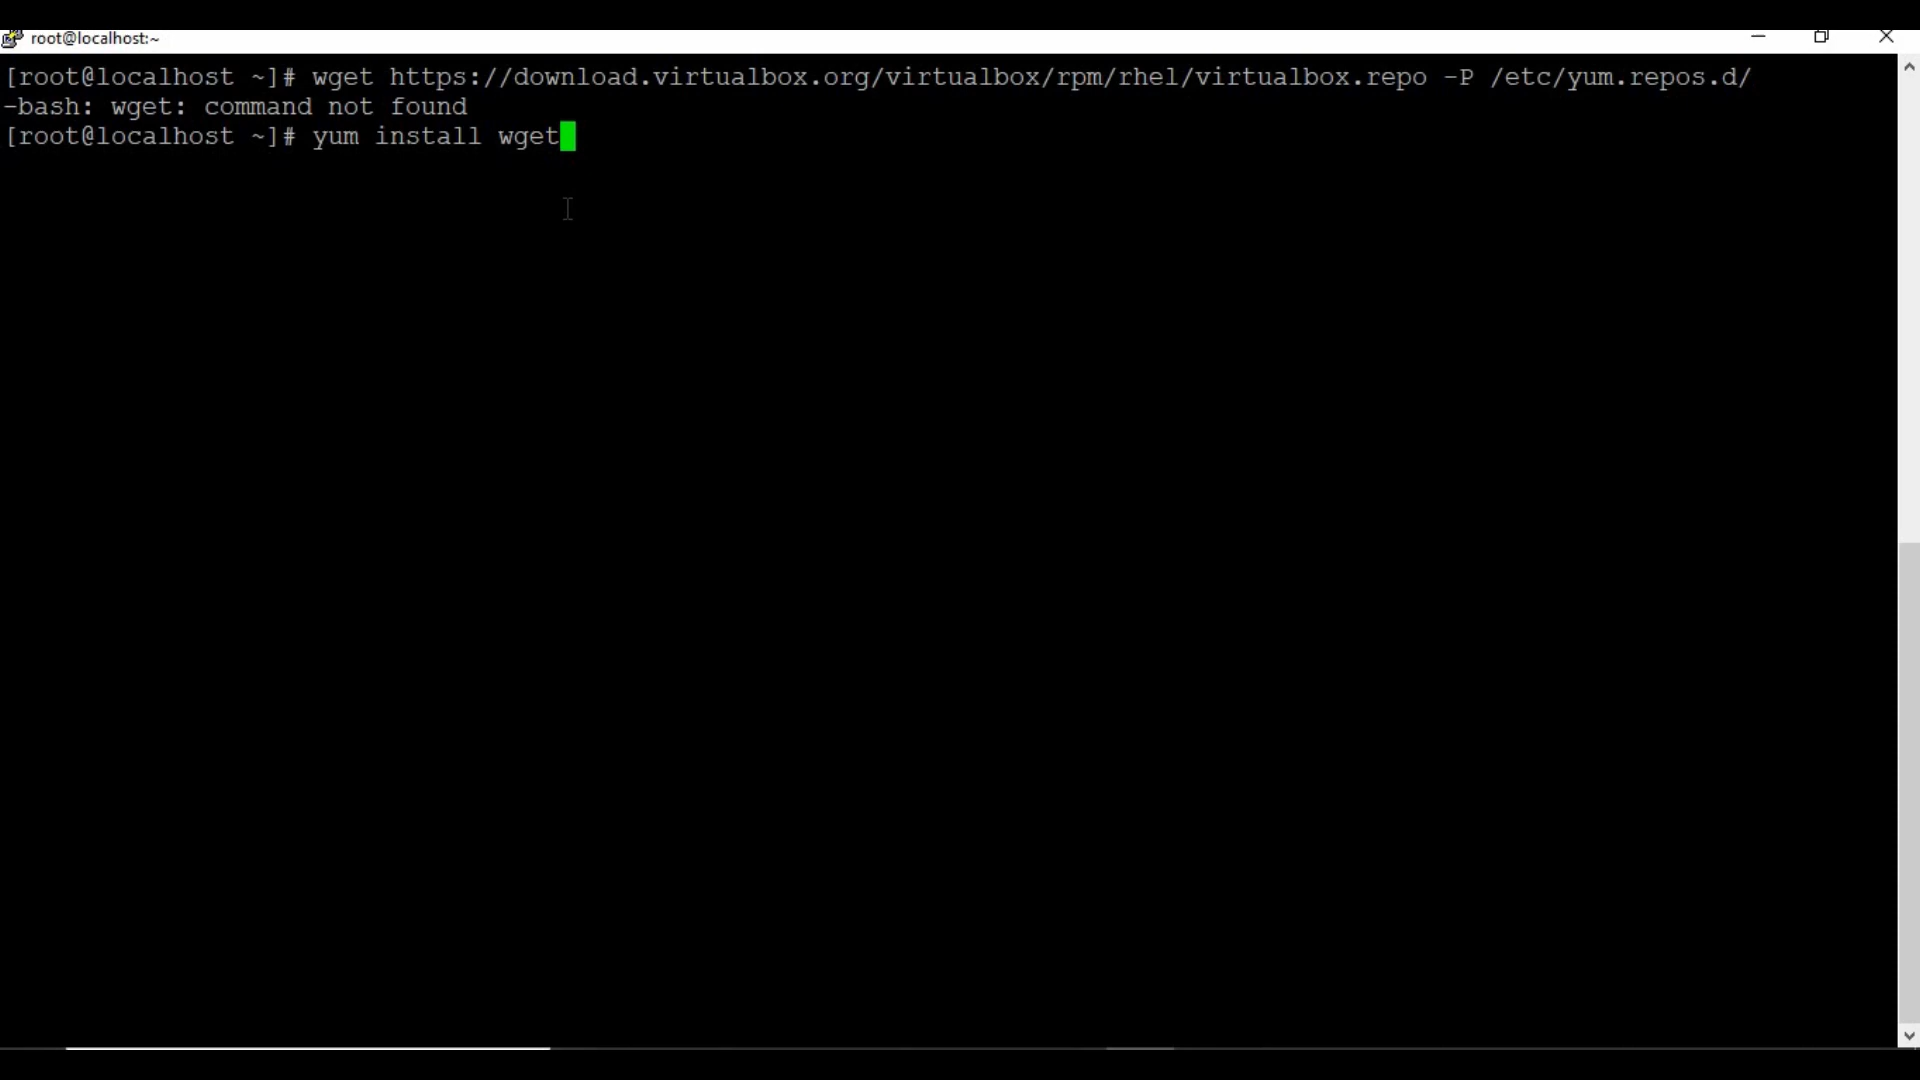 root@localhost:~
[root@localhost ~]# wget https://download.virtualbox.org/virtualbox/rpm/rhel/virtualbox.repo -P /etc/yum.repos.d/
-bash: wget: command not found
[root@localhost ~]# yum install wget